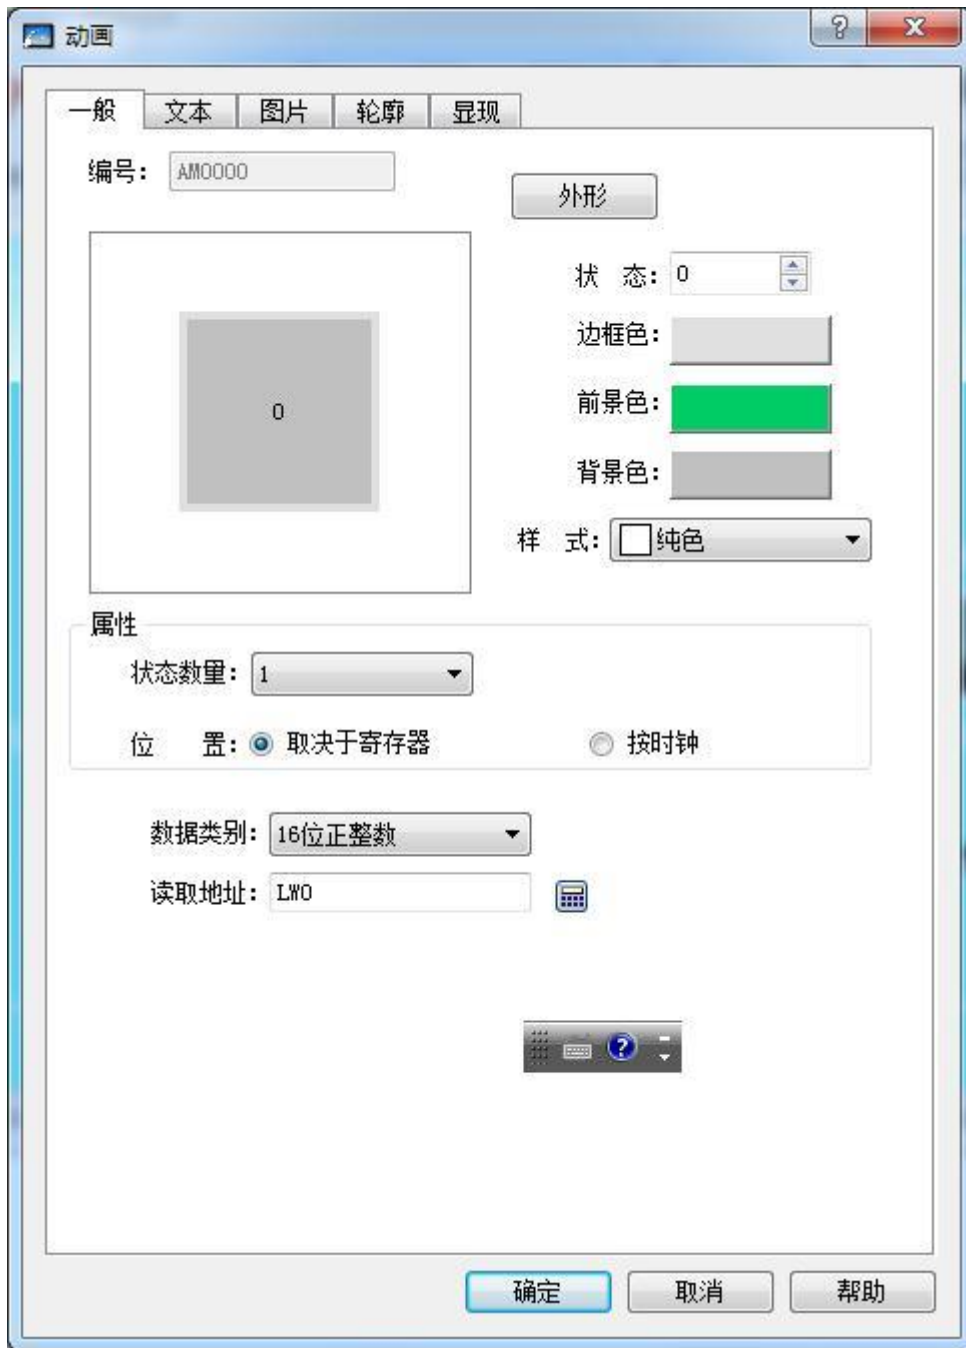 动画
一般 文本 图片 轮廓 显现
编号： AM0000
外形
状 态： 0
0
边框色：
前景色：
背景色：
样 式： 纯色
属性
状态数量： 1
位 置： 取决于寄存器 按时钟
数据类别： 16位正整数
读取地址： LW0
确定 取消 帮助